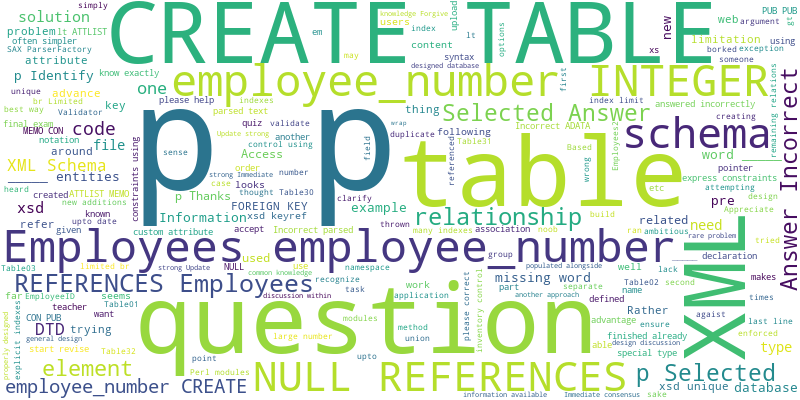 CREATE TABLE
employee_number INTEGER
p p
table
schema
Selected Answer
Employees employee_number
relationship
REFERENCES Employees
question
XML
NULL REFERENCES
p Selected
Answer Incorrect
employee_number CREATE
simply
knowledge Forgive
users
upload
em
index
argument
PUB PUB
gt
solution
problem
lt ATTLIST
often simpler
SAX ParserFactory
attribute
content
lt
options
new
web
limitation
using
borked
exception
someone
xs
may
syntax
designed database
p Identify
know exactly
one
unique
advance
best way
br Limited
Validator
key
final exam
MEMO CON
code
notation
around
file
please help
indexes
parsed text
quiz
validate
Update strong
another
control using
constraints using
XML Schema
entities
Access
order
sense
field
wrap
thing
following
duplicate
Incorrect ADATA
referenced
Table31
first
index limit
answered incorrectly
creating
remaining relations
Based
wrong
Employees2
etc
word
express constraints
pointer
attempting
design
Appreciate
heard
created
ATTLIST MEMO
new additions
p Thanks
case
looks
strong Immediate
number
thought
Table30
clarify
xsd
known
upto date
Information
FOREIGN KEY
xsd keyref
example
refer
given
custom attribute
accept
Incorrect parsed
thrown
many indexes
association
noob
build
pre
need
related
ran
ambitious
rare problem
tried
declaration
Table03
limited br
strong Update
used
NULL
use
common knowledge
namespace
group
missing word
populated alongside
well
lack
Table02
second
makes
times
far
EmployeeID
seems
Table01
discussion within
recognize
task
work
application
part
another approach
separate
defined
name
Rather
ensure
last line
agaist
enforced
explicit indexes
properly designed
CON PUB
teacher
want
DTD
trying
general design
start revise
Table32
element
modules
method
union
large number
point
Perl modules
upto
please correct
inventory control
advantage
able
finished already
design discussion
special type
type
xsd unique
database
information available
Immediate consensus
sake